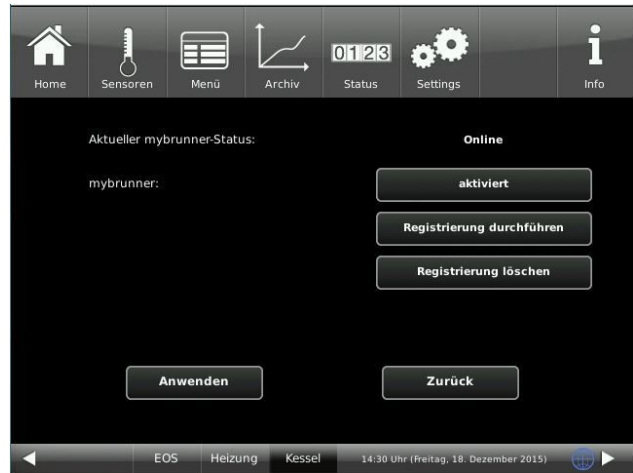 0123
Home Sensoren Menü Archiv Status Settings Info
Aktueller mybrunner-Status: Online
mybrunner: aktiviert
Registrierung durchführen
Registrierung löschen
Anwenden Zurück
EOS Heizung Kessel 14:30 Uhr (Freitag, 18. Dezember 2015)